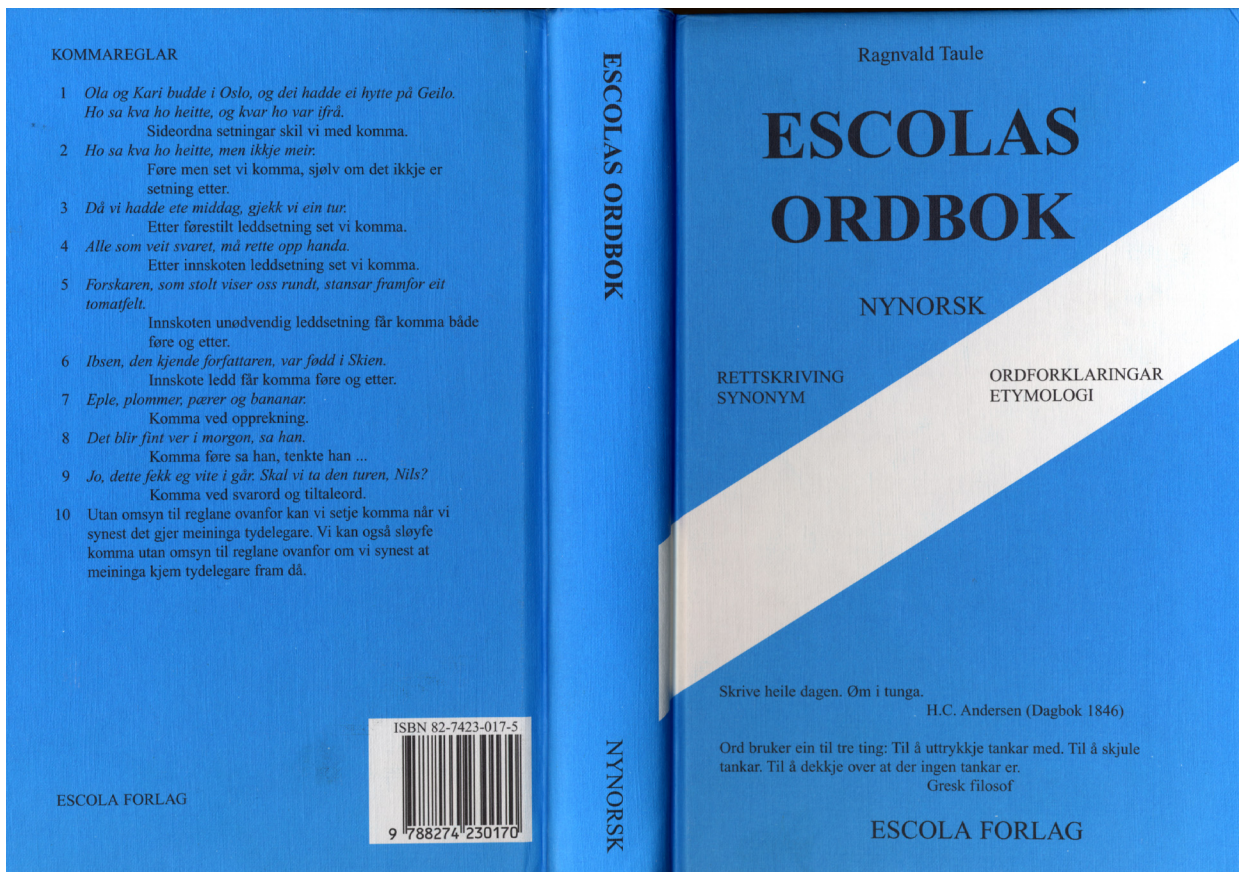 KOMMAREGLAR
1 Ola og Kari budde i Oslo, og dei hadde ei hytte på Geilo.
Ho sa kva ho heitte, og kvar ho var ifrå.
Sideordna setningar skil vi med komma.
2 Ho sa kva ho heitte, men ikkje meir.
Føre men set vi komma, sjølv om det ikkje er
setning etter.
3 Då vi hadde ete middag, gjekk vi ein tur.
Etter førestilt leddsetning set vi komma.
4 Alle som veit svaret, må rette opp handa.
Etter innskoten leddsetning set vi komma.
5 Forskaren, som stolt viser oss rundt, stansar framfor eit
tomatfelt.
Innskoten unødvendig leddsetning får komma både
føre og etter.
6 Ibsen, den kjende forfattaren, var fødd i Skien.
Innskote ledd får komma føre og etter.
7 Eple, plommer, pærer og bananar.
Komma ved opprekning.
8 Det blir fint ver i morgon, sa han.
Komma føre sa han, tenkte han ...
9 Jo, dette fekk eg vite i går. Skal vi ta den turen, Nils?
Komma ved svarord og tiltaleord.
10 Utan omsyn til reglane ovanfor kan vi setje komma når vi
synest det gjer meininga tydelegare. Vi kan også sløyfe
komma utan omsyn til reglane ovanfor om vi synest at
meininga kjem tydelegare fram då.
ESCOLA FORLAG
ISBN 82-7423-017-5
9 788274 230170
ESCOLAS ORDBOK
NYNORSK
Ragnvald Taule
ESCOLAS
ORDBOK
NYNORSK
RETTSKRIVING
SYNONYM
ORDFORKLARINGAR
ETYMOLOGI
Skrive heile dagen. Øm i tunga.
H.C. Andersen (Dagbok 1846)
Ord bruker ein til tre ting: Til å uttrykkje tankar med. Til å skjule
tankar. Til å dekkje over at der ingen tankar er.
Gresk filosof
ESCOLA FORLAG